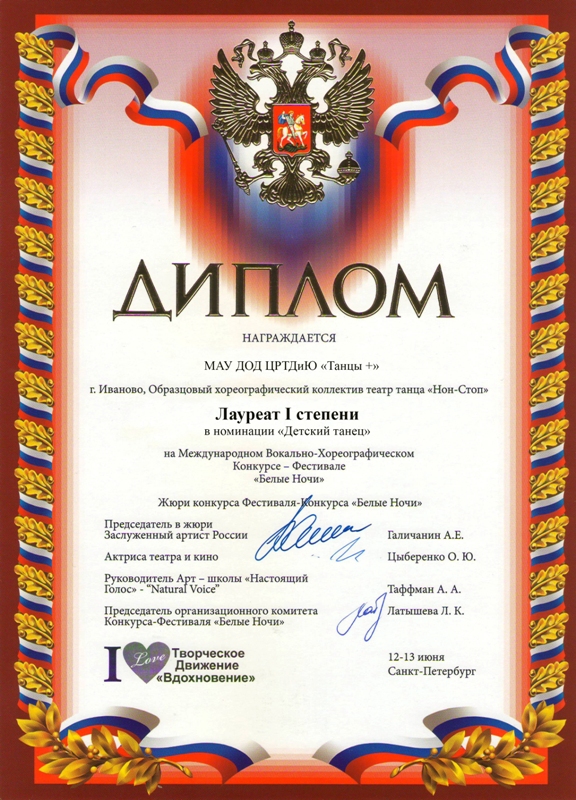 ДИПЛОМ
НАГРАЖДАЕТСЯ
МАУ ДОД ЦРТДиЮ «Танцы +»
г. Иваново, Образцовый хореографический коллектив театр танца «Нон-Стоп»
Лауреат I степени
в номинации «Детский танец»
на Международном Вокально-Хореографическом
Конкурсе – Фестивале
«Белые Ночи»
Жюри конкурса Фестиваля-Конкурса «Белые Ночи»
Председатель в жюри
Заслуженный артист России Галичанин А.Е.
Актриса театра и кино Цыберенко О. Ю.
Руководитель Арт – школы «Настоящий
Голос» - “Natural Voice” Таффман А. А.
Председатель организационного комитета Латышева Л. К.
Конкурса-Фестиваля «Белые Ночи»
I Love Творческое
Движение
«Вдохновение»
12-13 июня
Санкт-Петербург